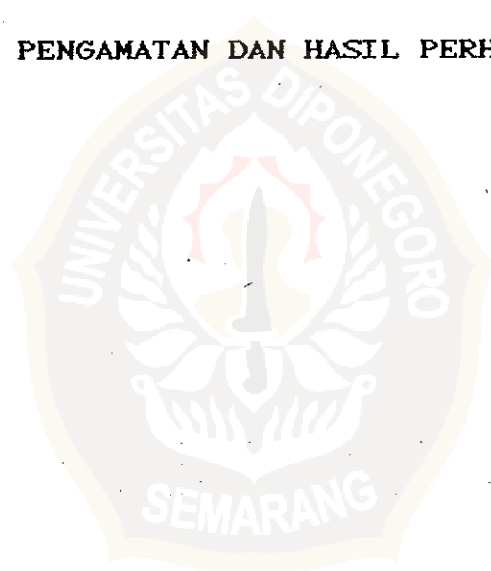 PENGAMATAN DAN HASIL PERH
UNIVERSITAS DIPONEGORO
SEMARANG